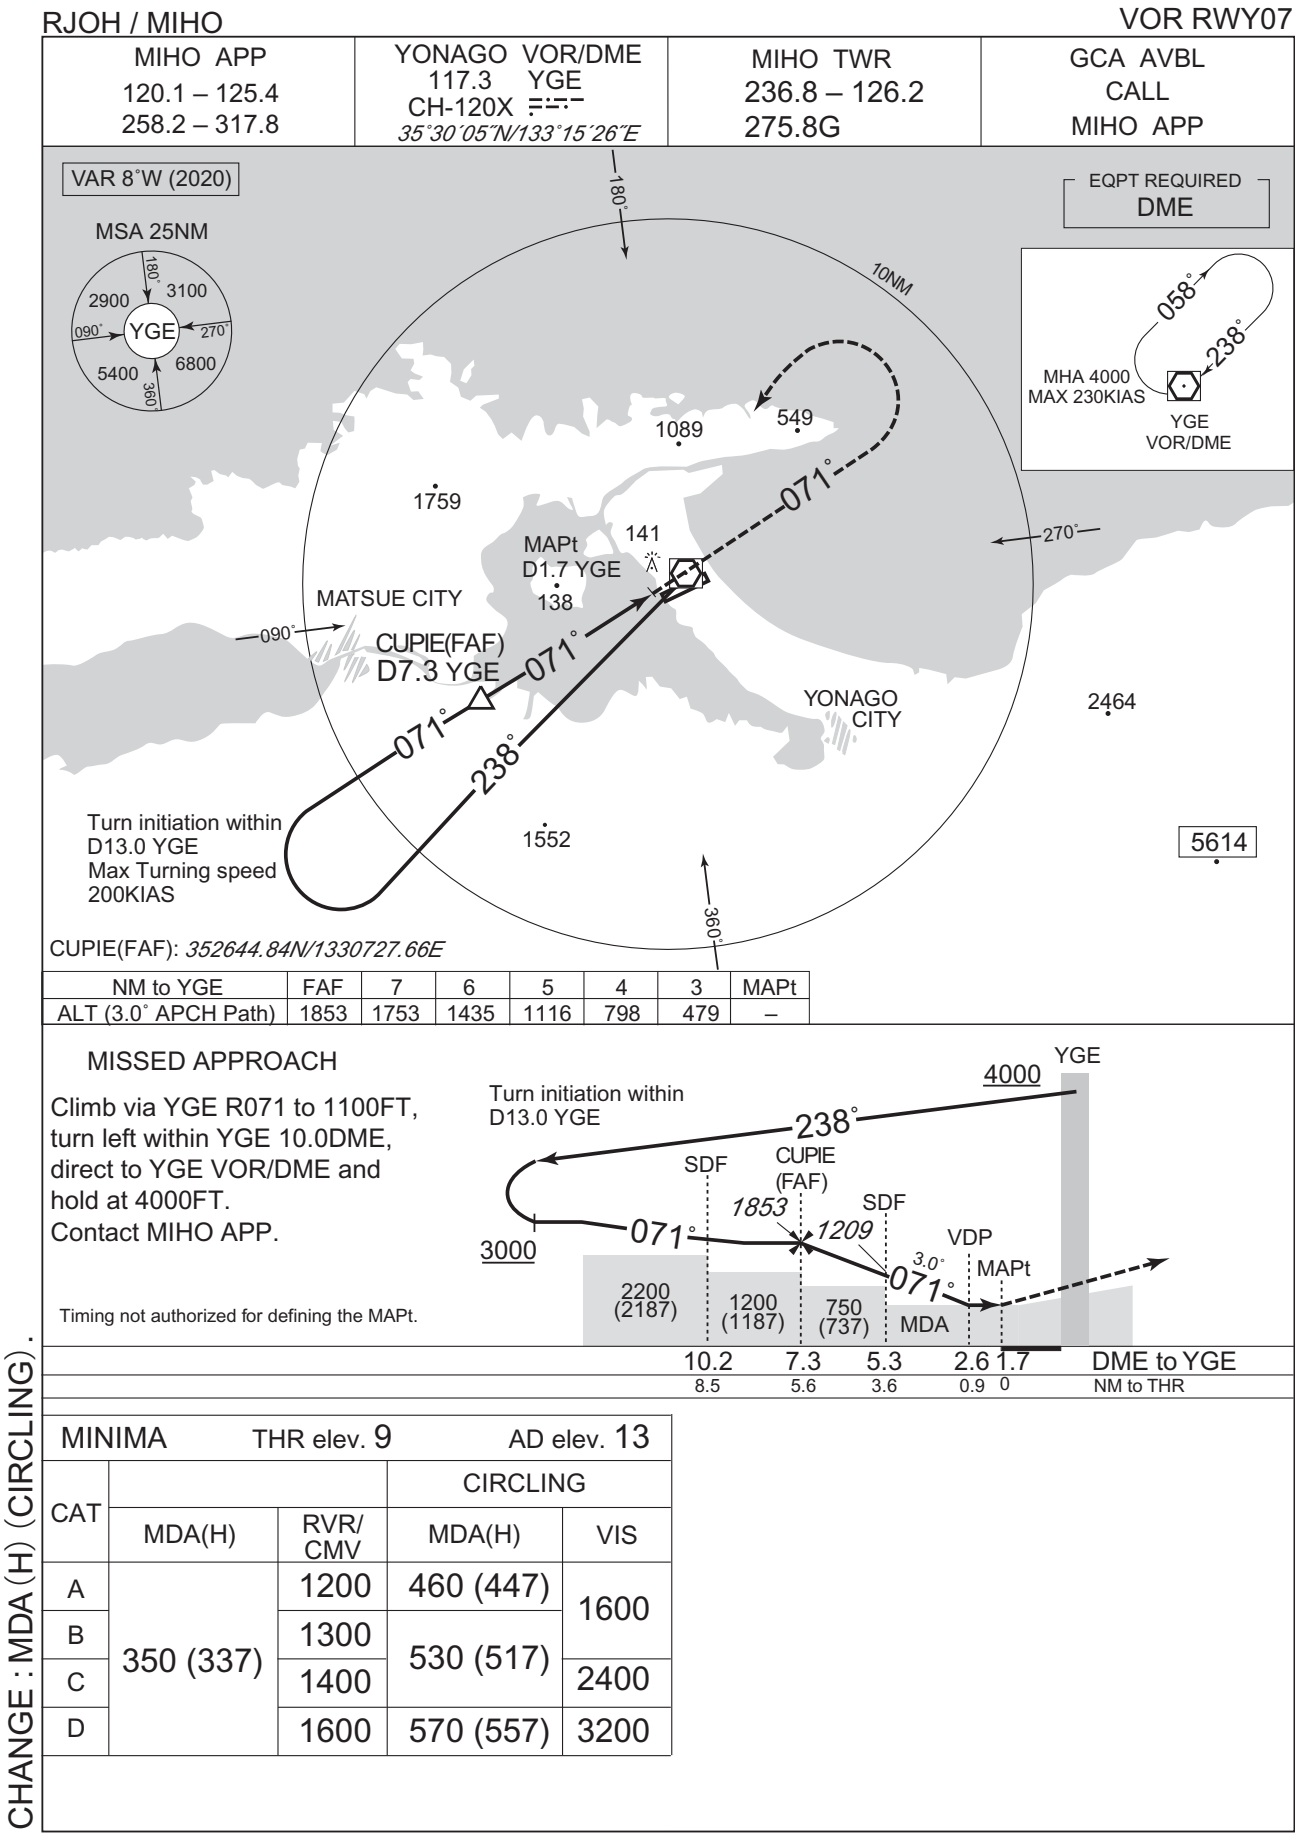 RJOH / MIHO
VOR RWY07
MIHO APP
120.1 – 125.4
258.2 – 317.8
YONAGO VOR/DME
117.3 YGE
CH-120X
35°30´05˝N/133°15´26˝E
MIHO TWR
236.8 – 126.2
275.8G
GCA AVBL
CALL
MIHO APP
VAR 8°W (2020)
MSA 25NM
180°
2900
3100
090°
YGE
270°
5400
6800
360°
180°
10NM
EQPT REQUIRED
DME
058°
238°
MHA 4000
MAX 230KIAS
YGE
VOR/DME
1089
549
071°
1759
270°
141
MAPt
D1.7 YGE
138
MATSUE CITY
090°
CUPIE(FAF)
D7.3 YGE
071°
071°
238°
YONAGO
CITY
2464
Turn initiation within
D13.0 YGE
Max Turning speed
200KIAS
1552
5614
360°
CUPIE(FAF): 352644.84N/1330727.66E
NM to YGE FAF 7 6 5 4 3 MAPt
ALT (3.0° APCH Path) 1853 1753 1435 1116 798 479 –
MISSED APPROACH
Climb via YGE R071 to 1100FT,
turn left within YGE 10.0DME,
direct to YGE VOR/DME and
hold at 4000FT.
Contact MIHO APP.
Timing not authorized for defining the MAPt.
YGE
4000
Turn initiation within
D13.0 YGE
238°
SDF
CUPIE
(FAF)
1853
SDF
1209
VDP
071°
3000
3.0°
071°
MAPt
2200
(2187)
1200
(1187)
750
(737)
MDA
10.2 7.3 5.3 2.6 1.7 DME to YGE
8.5 5.6 3.6 0.9 0 NM to THR
MINIMA THR elev. 9 AD elev. 13
CAT
CIRCLING
MDA(H)
RVR/
CMV
MDA(H)
VIS
A 1200 460 (447)
1600
B 1300
350 (337)
530 (517)
C 1400 2400
D 1600 570 (557) 3200
CHANGE : MDA (H) (CIRCLING) .